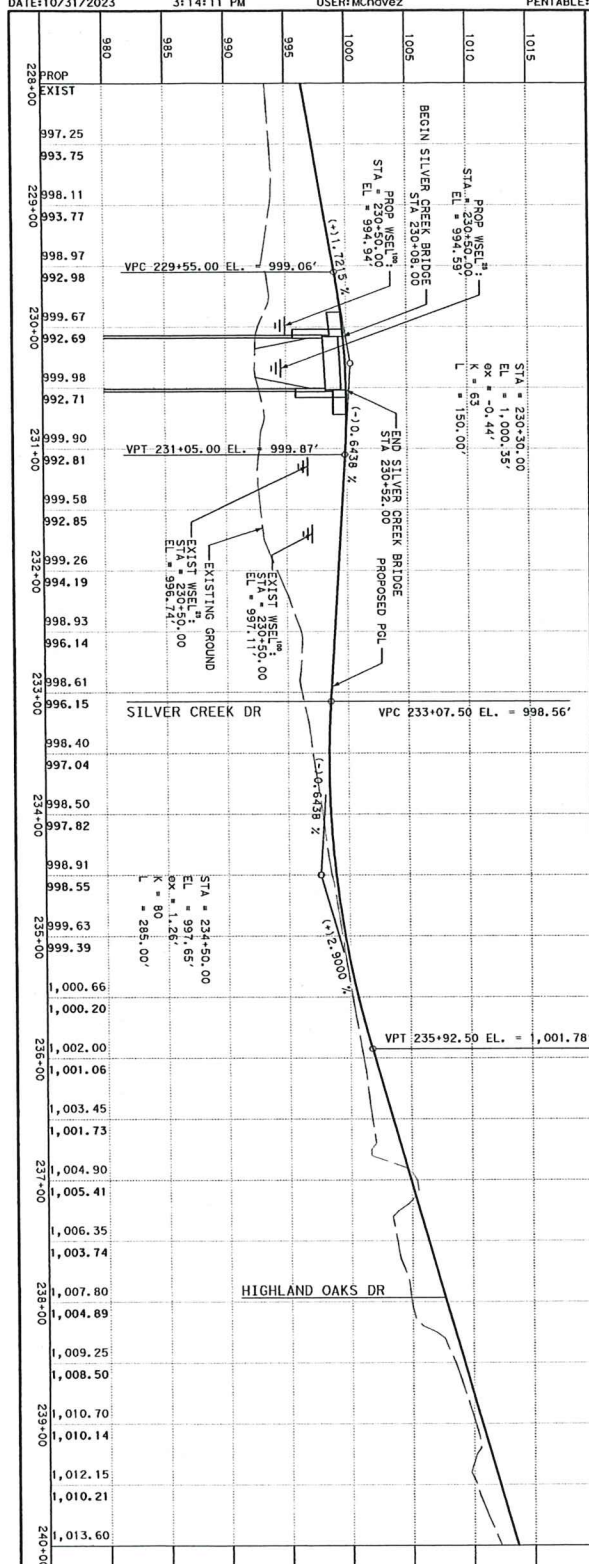 DATE:10/31/2023 3:14:11 PM USER:MChavez PENTABLE:
980
985
990
995
1000
1005
1010
1015
PROP
EXIST
228+00
997.25
993.75
998.11
993.77
229+00
998.97
992.98
999.67
992.69
230+00
999.98
992.71
999.90
992.81
231+00
999.58
992.85
999.26
994.19
232+00
998.93
996.14
998.61
996.15
233+00
998.40
997.04
998.50
997.82
234+00
998.91
998.55
999.63
999.39
235+00
1,000.66
1,000.20
1,002.00
1,001.06
236+00
1,003.45
1,001.73
1,004.90
1,005.41
237+00
1,006.35
1,003.74
1,007.80
1,004.89
238+00
1,009.25
1,008.50
1,010.70
1,010.14
239+00
1,012.15
1,010.21
1,013.60
240+00
PROP WSEL25:
STA = 230+50.00
EL = 994.59'
BEGIN SILVER CREEK BRIDGE
STA 230+08.00
PROP WSEL100:
STA = 230+50.00
EL = 994.94'
(+)1.7215 %
VPC 229+55.00 EL. = 999.06'
STA = 230+30.00
EL = 1,000.35'
ex = -0.44'
K = 63
L = 150.00'
(-)0.6438 %
END SILVER CREEK BRIDGE
STA 230+52.00
VPT 231+05.00 EL. = 999.87'
PROPOSED PGL
EXIST WSEL100:
STA = 230+50.00
EL = 997.11'
EXISTING GROUND
EXIST WSEL25:
STA = 230+50.00
EL = 996.74'
SILVER CREEK DR
VPC 233+07.50 EL. = 998.56'
(-)0.6438 %
STA = 234+50.00
EL = 997.65'
ex = 1.26'
K = 80
L = 285.00'
(+)2.9000 %
VPT 235+92.50 EL. = 1,001.78'
HIGHLAND OAKS DR